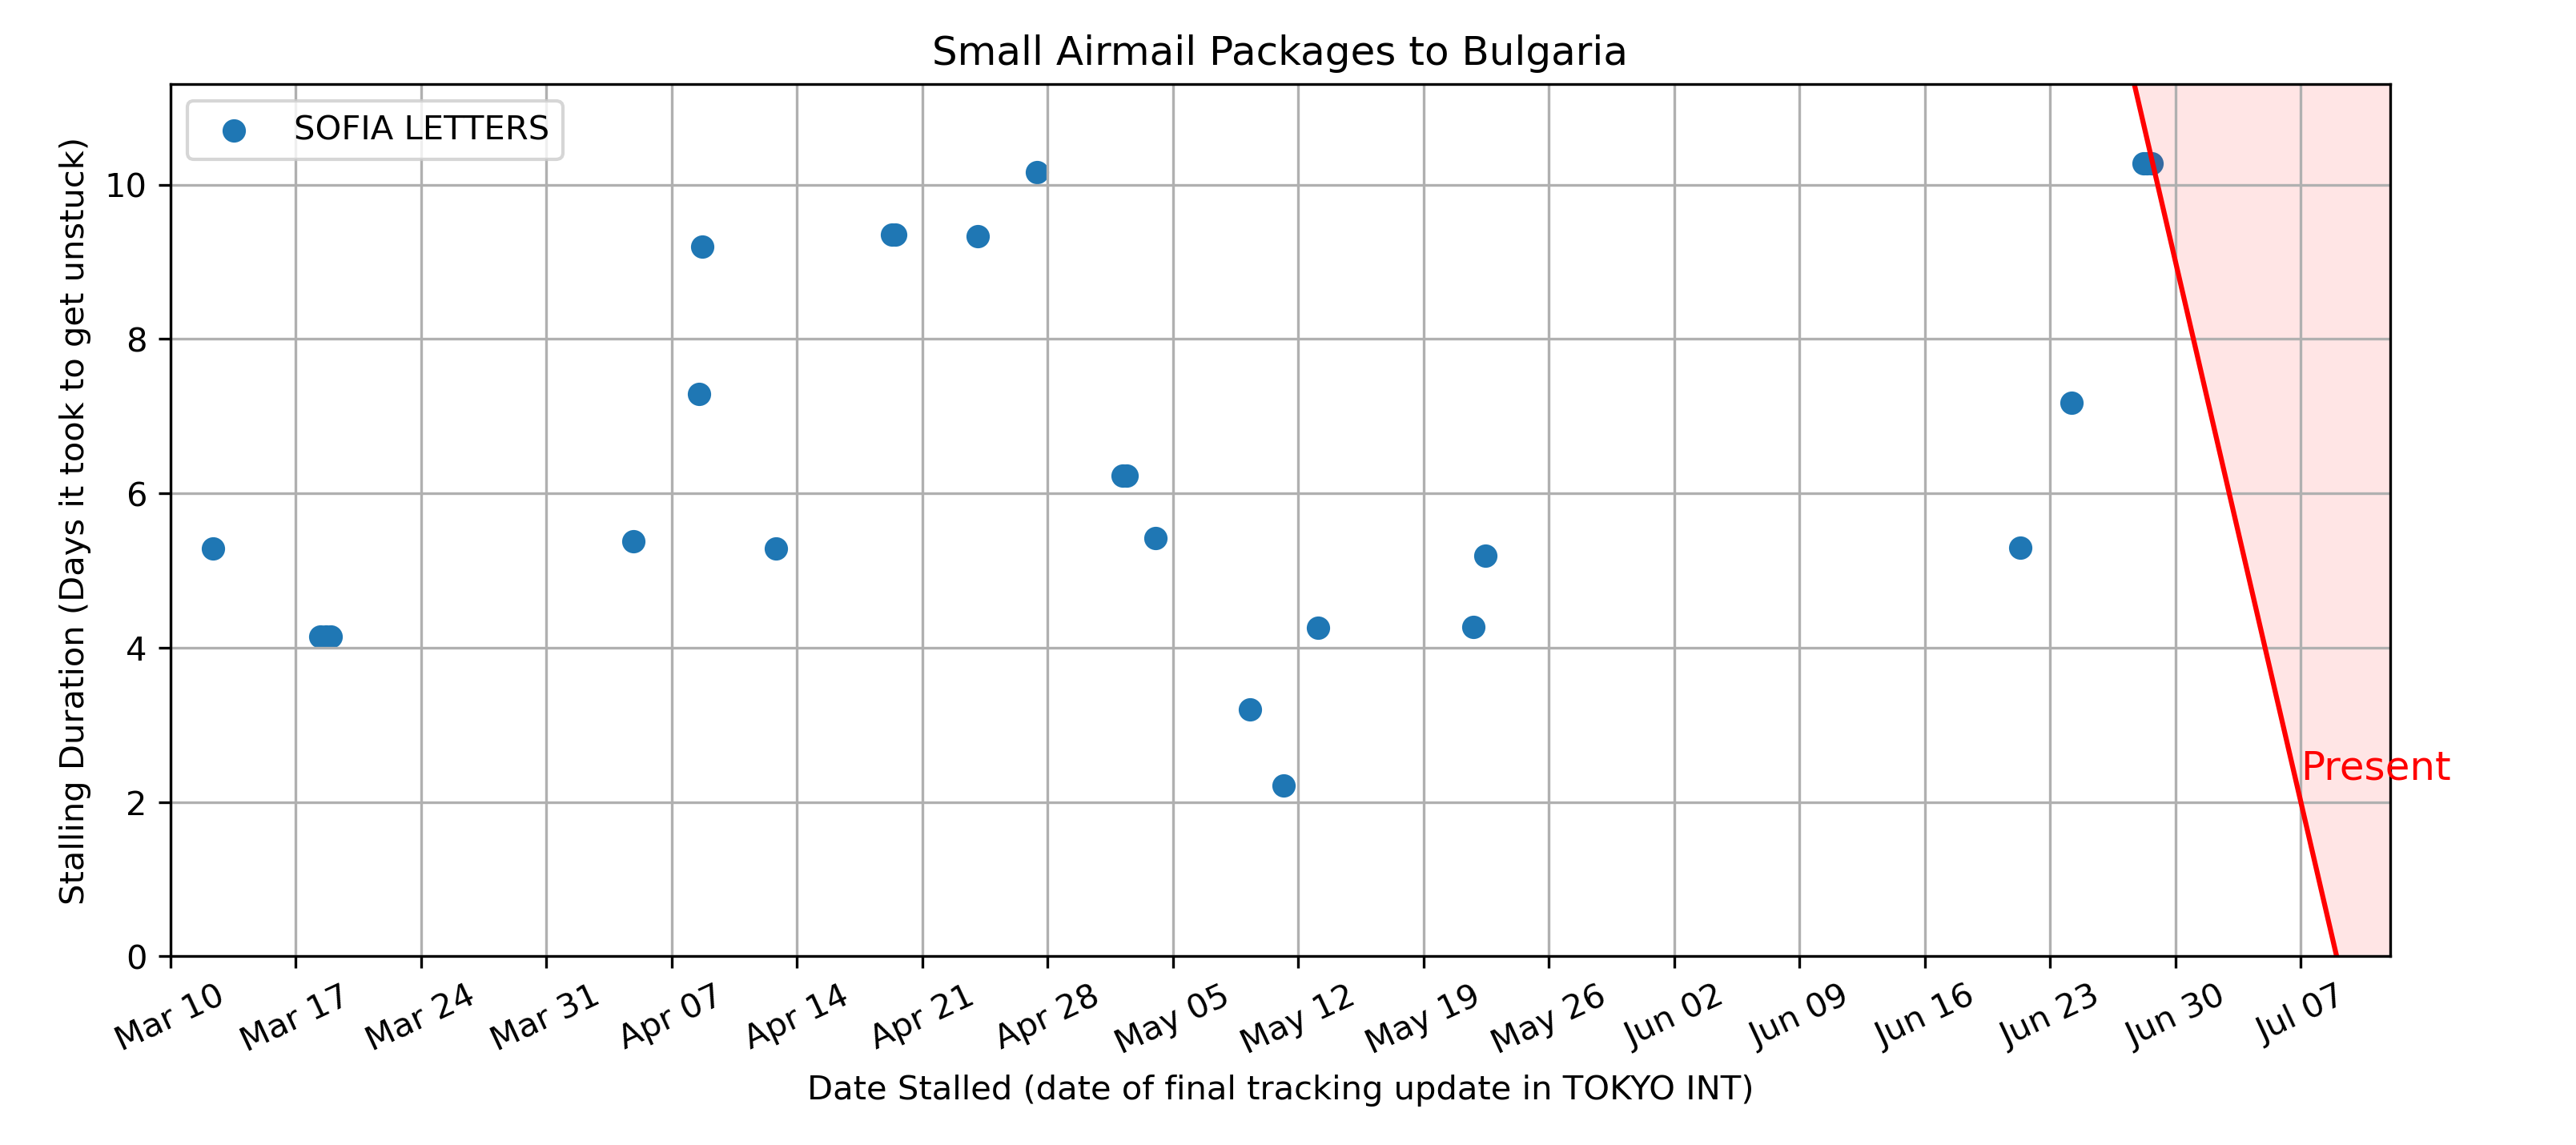 Small Airmail Packages to Bulgaria
SOFIA LETTERS
Stalling Duration (Days it took to get unstuck)
10
8
6
4
2
0
Present
Mar 10
Mar 17
Mar 24
Mar 31
Apr 07
Apr 14
Apr 21
Apr 28
May 05
May 12
May 19
May 26
Jun 02
Jun 09
Jun 16
Jun 23
Jun 30
Jul 07
Date Stalled (date of final tracking update in TOKYO INT)